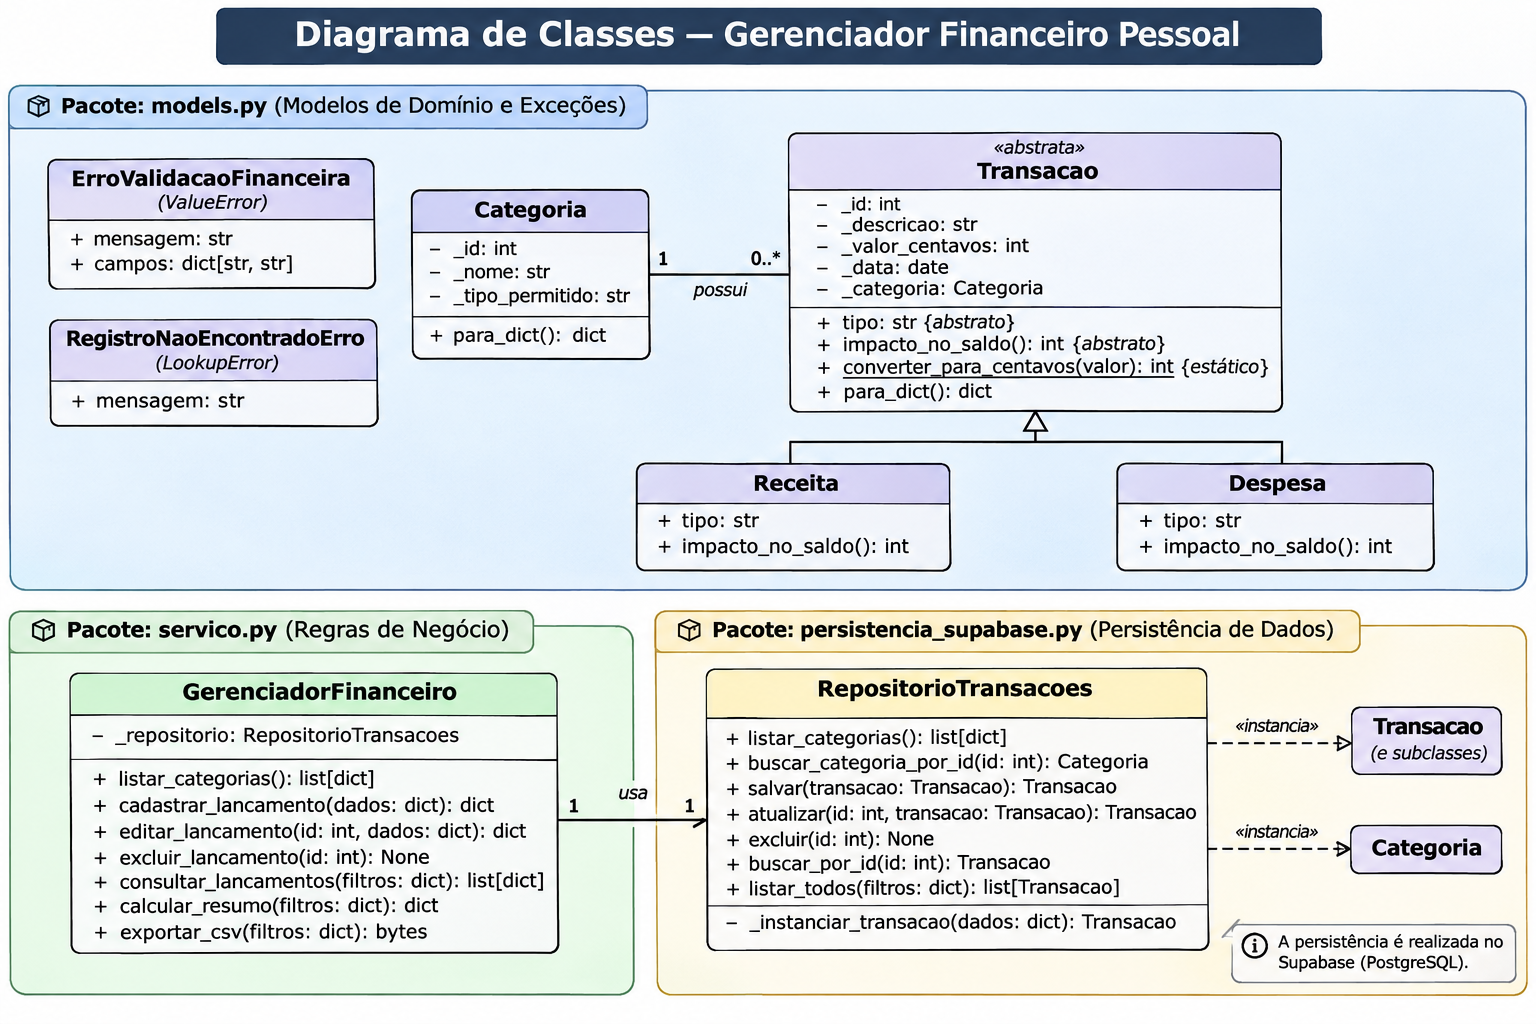 Diagrama de Classes — Gerenciador Financeiro Pessoal
Pacote: models.py (Modelos de Domínio e Exceções)
ErroValidacaoFinanceira
(ValueError)
+ mensagem: str
+ campos: dict[str, str]
RegistroNaoEncontradoErro
(LookupError)
+ mensagem: str
Categoria
– _id: int
– _nome: str
– _tipo_permitido: str
+ para_dict(): dict
1
0..*
possui
«abstrata»
Transacao
– _id: int
– _descricao: str
– _valor_centavos: int
– _data: date
– _categoria: Categoria
+ tipo: str {abstrato}
+ impacto_no_saldo(): int {abstrato}
+ converter_para_centavos(valor): int {estático}
+ para_dict(): dict
Receita
+ tipo: str
+ impacto_no_saldo(): int
Despesa
+ tipo: str
+ impacto_no_saldo(): int
Pacote: servico.py (Regras de Negócio)
GerenciadorFinanceiro
– _repositorio: RepositorioTransacoes
+ listar_categorias(): list[dict]
+ cadastrar_lancamento(dados: dict): dict
+ editar_lancamento(id: int, dados: dict): dict
+ excluir_lancamento(id: int): None
+ consultar_lancamentos(filtros: dict): list[dict]
+ calcular_resumo(filtros: dict): dict
+ exportar_csv(filtros: dict): bytes
1
usa
1
Pacote: persistencia_supabase.py (Persistência de Dados)
RepositorioTransacoes
+ listar_categorias(): list[dict]
+ buscar_categoria_por_id(id: int): Categoria
+ salvar(transacao: Transacao): Transacao
+ atualizar(id: int, transacao: Transacao): Transacao
+ excluir(id: int): None
+ buscar_por_id(id: int): Transacao
+ listar_todos(filtros: dict): list[Transacao]
– _instanciar_transacao(dados: dict): Transacao
«instancia»
Transacao
(e subclasses)
«instancia»
Categoria
A persistência é realizada no
Supabase (PostgreSQL).